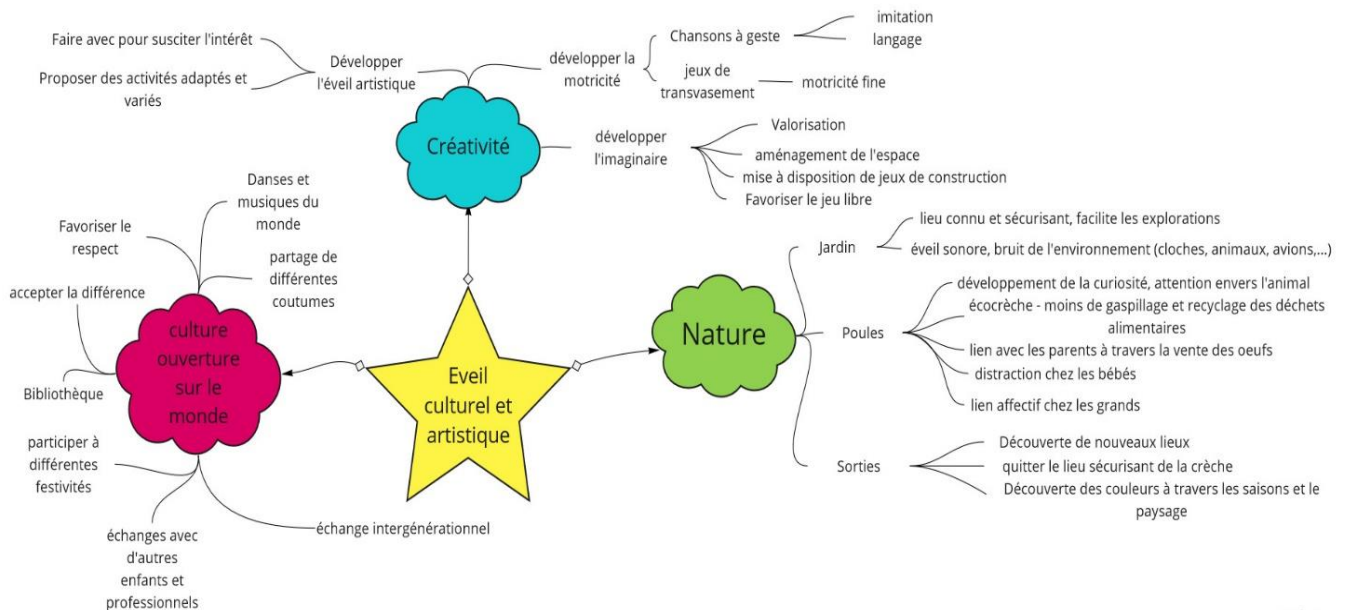 Eveil
culturel et
artistique
Créativité
Développer
l'éveil artistique
Faire avec pour susciter l'intérêt
Proposer des activités adaptés et
variés
développer la
motricité
Chansons à geste
imitation
langage
jeux de
transvasement
motricité fine
développer
l'imaginaire
Valorisation
aménagement de l'espace
mise à disposition de jeux de construction
Favoriser le jeu libre
Nature
Jardin
lieu connu et sécurisant, facilite les explorations
éveil sonore, bruit de l'environnement (cloches, animaux, avions,...)
Poules
développement de la curiosité, attention envers l'animal
écocrèche - moins de gaspillage et recyclage des déchets
alimentaires
lien avec les parents à travers la vente des oeufs
distraction chez les bébés
lien affectif chez les grands
Sorties
Découverte de nouveaux lieux
quitter le lieu sécurisant de la crèche
Découverte des couleurs à travers les saisons et le
paysage
culture
ouverture
sur le
monde
Danses et
musiques du
monde
Favoriser le
respect
partage de
différentes
coutumes
accepter la différence
Bibliothèque
participer à
différentes
festivités
échanges avec
d'autres
enfants et
professionnels
échange intergénérationnel